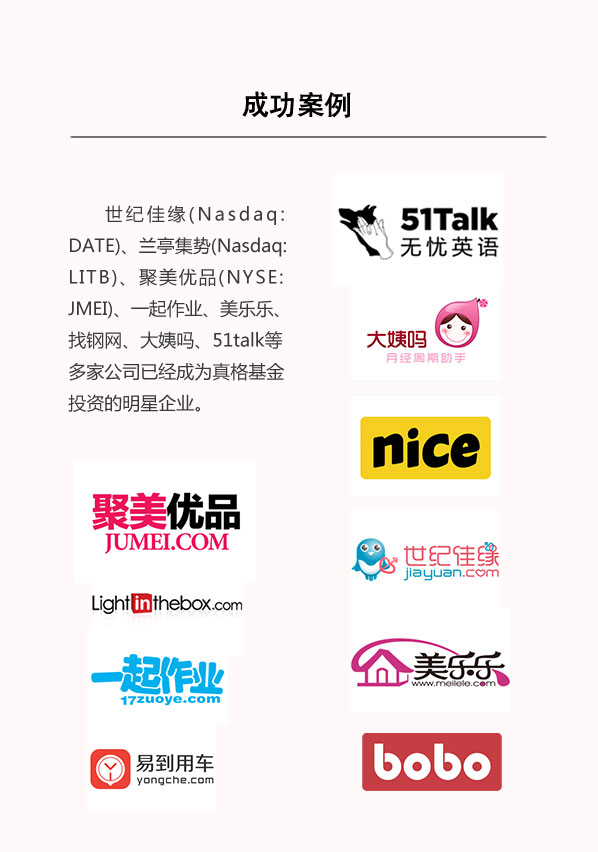 成功案例
世纪佳缘(Nasdaq:
DATE)、兰亭集势(Nasdaq:
LITB)、聚美优品(NYSE:
JMEI)、一起作业、美乐乐、
找钢网、大姨吗、51talk等
多家公司已经成为真格基金
投资的明星企业。
聚美优品
JUMEI.COM
Lightinthebox.com
一起作业
17zuoye.com
易到用车
yongche.com
51Talk
无忧英语
大姨吗
月经周期助手
nice
世纪佳缘
jiayuan.com
美乐乐
www.meilele.com
bobo